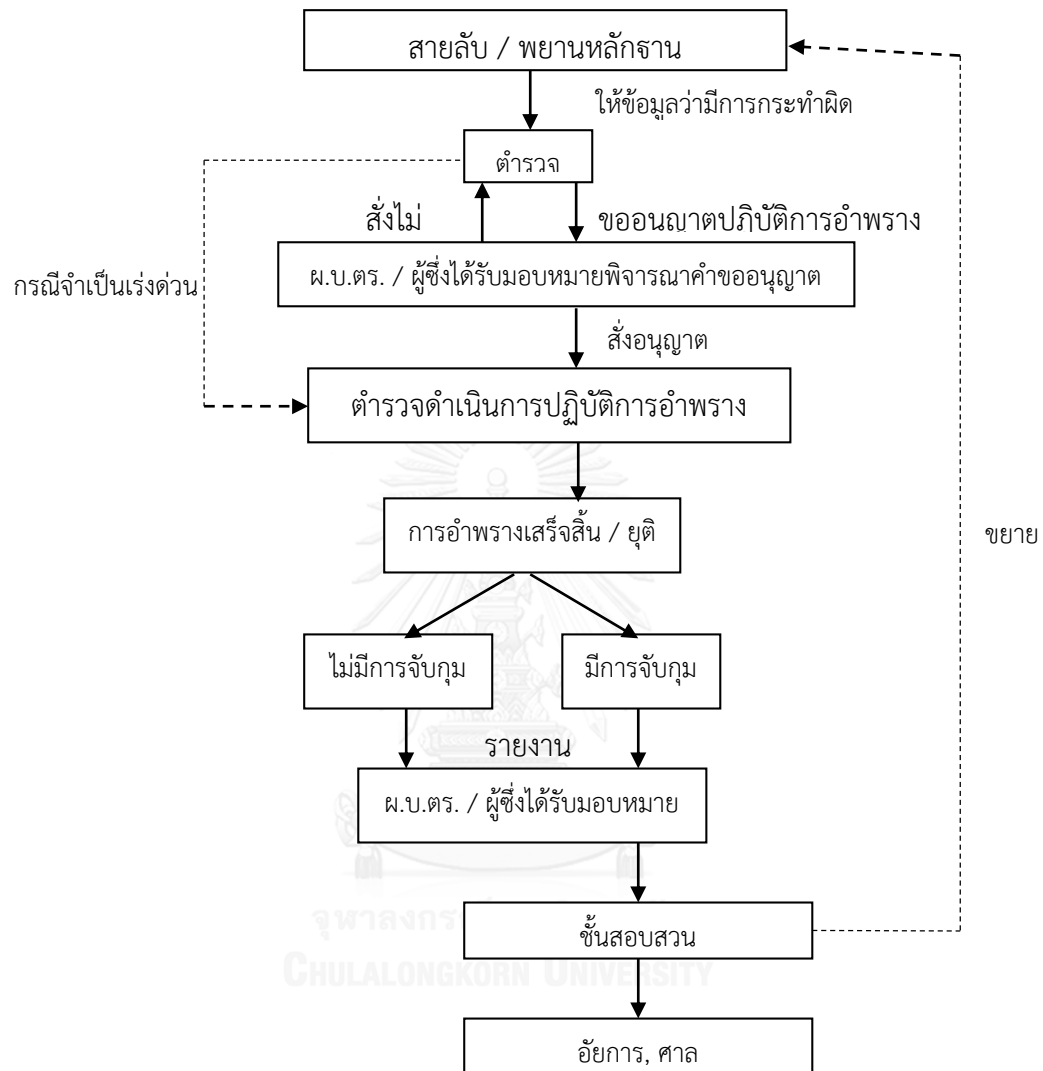 สายลับ / พยานหลักฐาน
ให้ข้อมูลว่ามีการกระทำผิด
ตำรวจ
สั่งไม่
ขออนุญาตปฏิบัติการอำพราง
กรณีจำเป็นเร่งด่วน
ผ.บ.ตร. / ผู้ซึ่งได้รับมอบหมายพิจารณาคำขออนุญาต
สั่งอนุญาต
ตำรวจดำเนินการปฏิบัติการอำพราง
การอำพรางเสร็จสิ้น / ยุติ
ขยาย
ไม่มีการจับกุม
มีการจับกุม
รายงาน
ผ.บ.ตร. / ผู้ซึ่งได้รับมอบหมาย
ชั้นสอบสวน
CHULALONGKORN UNIVERSITY
อัยการ, ศาล